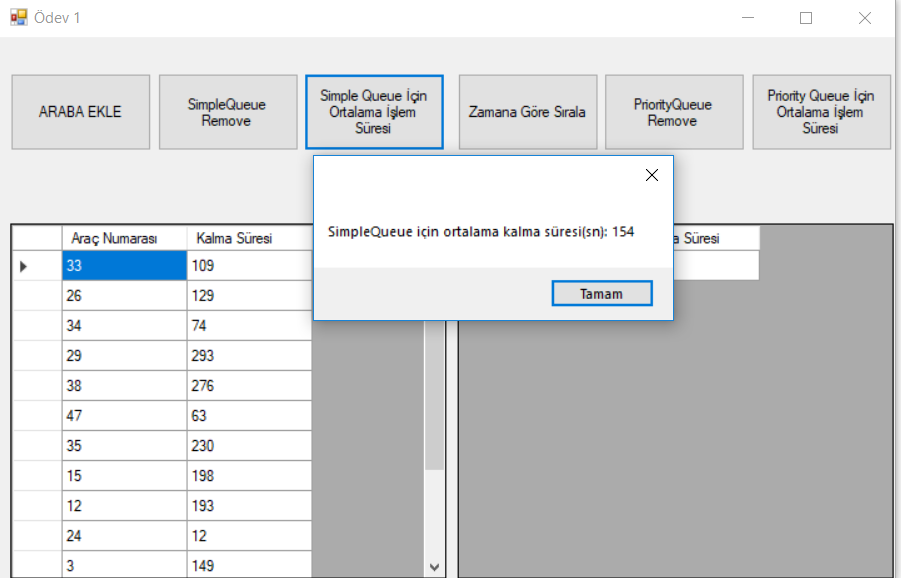 Ödev 1
ARABA EKLE
SimpleQueue
Remove
Simple Queue İçin
Ortalama İşlem
Süresi
Zamana Göre Sırala
PriorityQueue
Remove
Priority Queue İçin
Ortalama İşlem
Süresi
SimpleQueue için ortalama kalma süresi(sn): 154
Tamam
Araç Numarası Kalma Süresi
33 109
26 129
34 74
29 293
38 276
47 63
35 230
15 198
12 193
24 12
3 149
Süresi